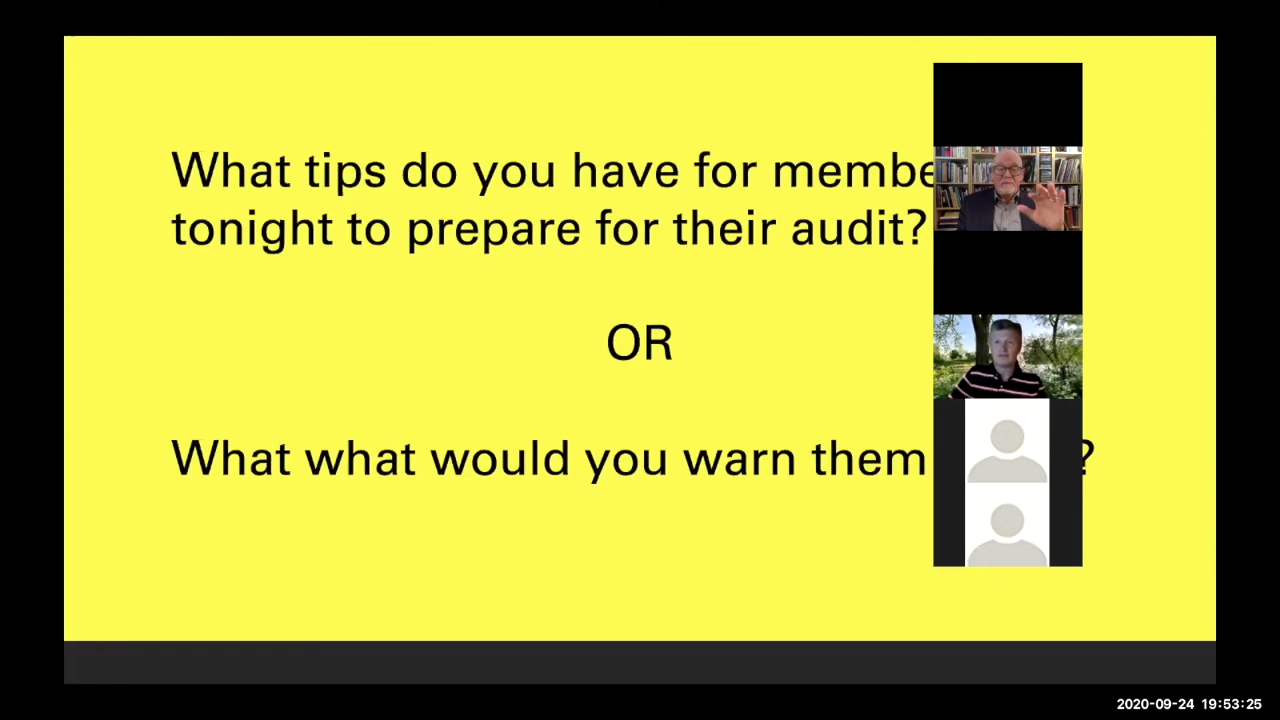 What tips do you have for
tonight to prepare for their audit?
OR
What what would you warn them ?
2020-09-24 19:53:25